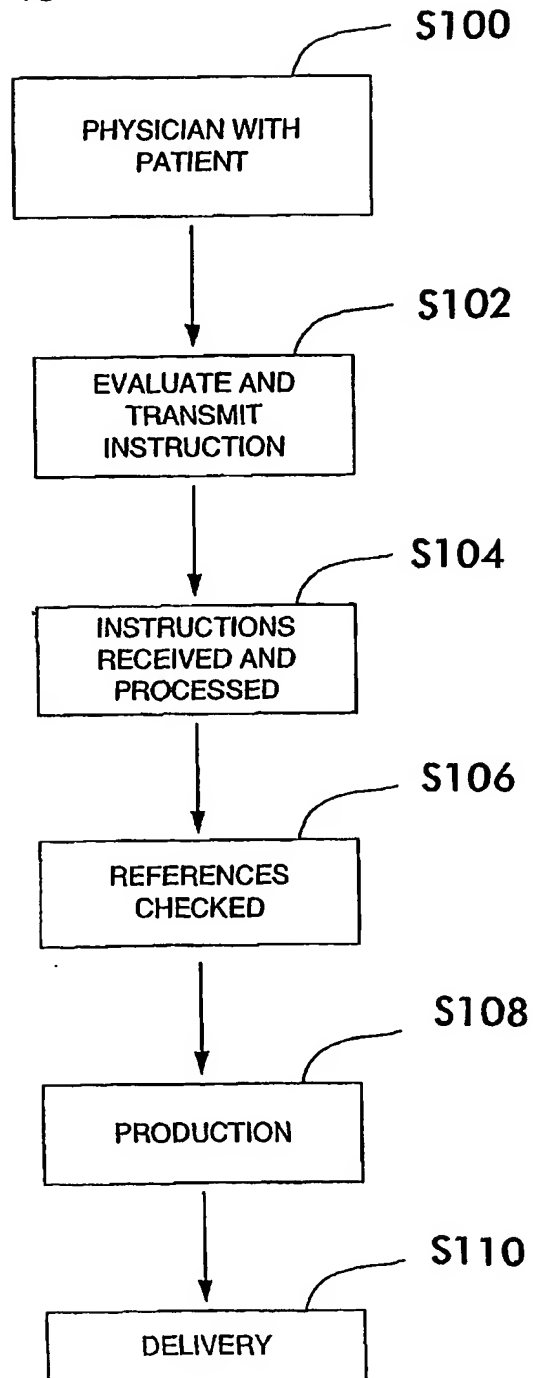 S100
PHYSICIAN WITH
PATIENT
S102
EVALUATE AND
TRANSMIT
INSTRUCTION
S104
INSTRUCTIONS
RECEIVED AND
PROCESSED
S106
REFERENCES
CHECKED
S108
PRODUCTION
S110
DELIVERY